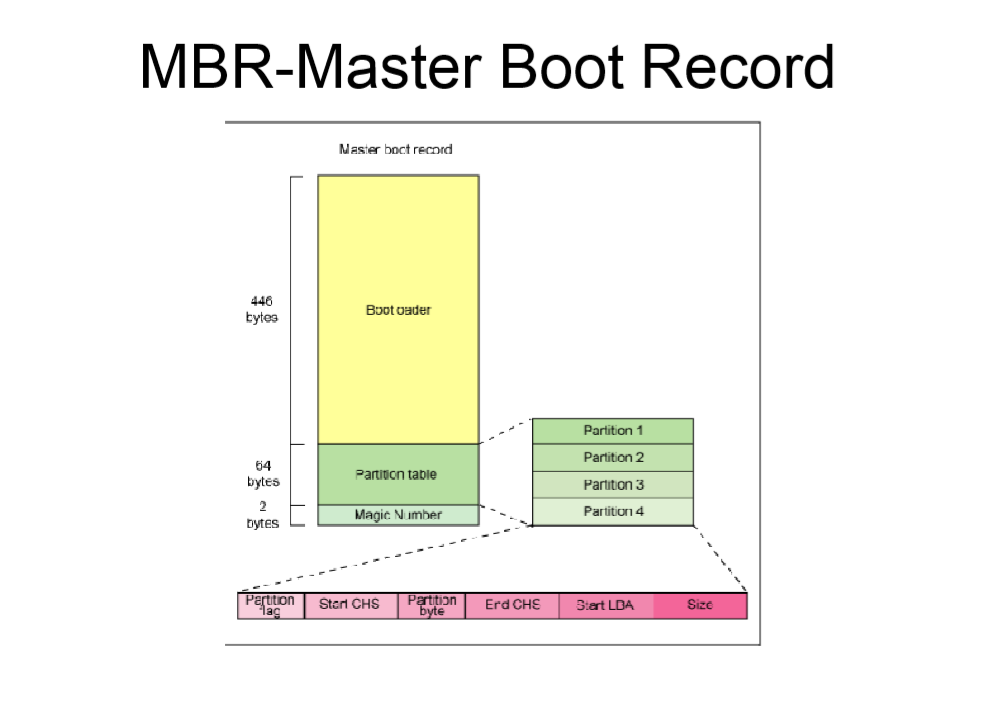 MBR-Master Boot Record
Master boot record
446
bytes
Boot oader
64
bytes
Partition table
2
bytes
Magic Number
Partition 1
Partition 2
Partition 3
Partition 4
Partition
flag
Start CHS
Partition
byte
End CHS
Start LBA
Size